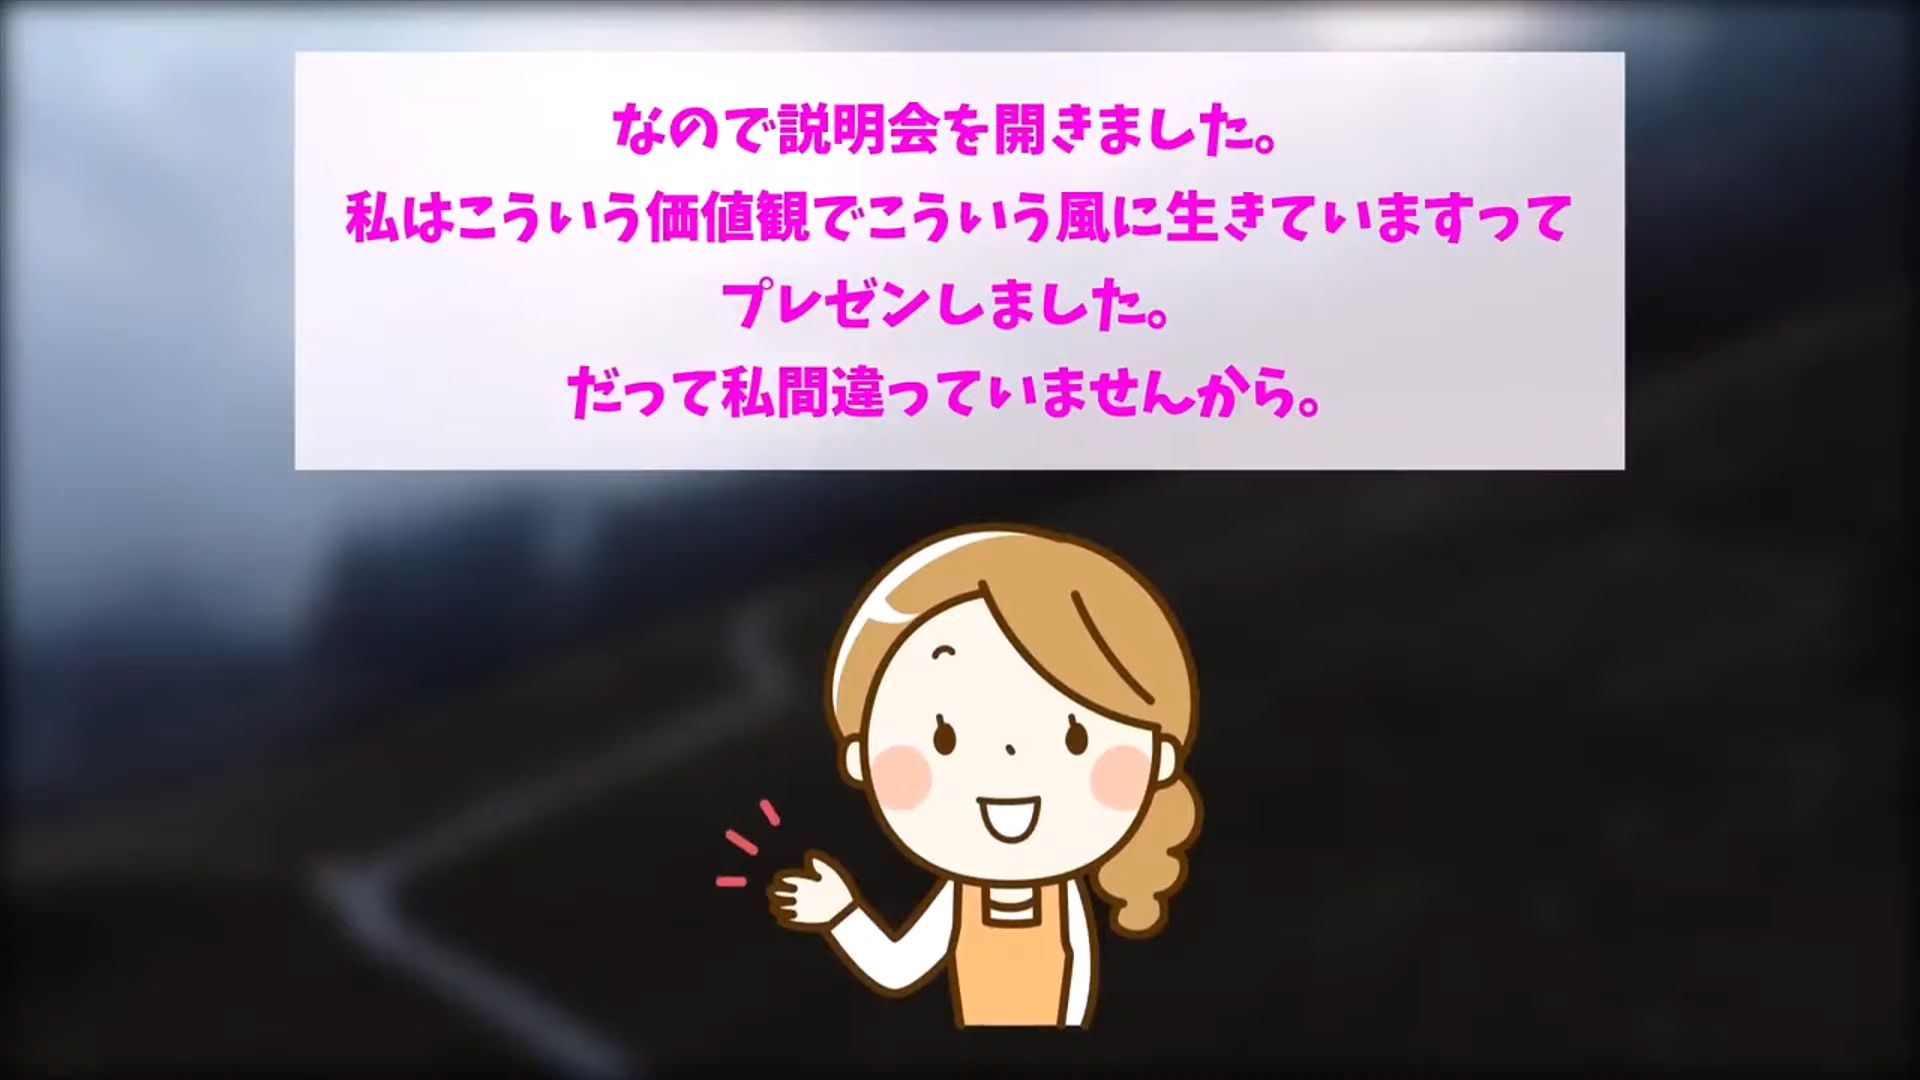 なので説明会を開きました。
私はこういう価値観でこういう風に生きていますって
プレゼンしました。
だって私間違っていませんから。